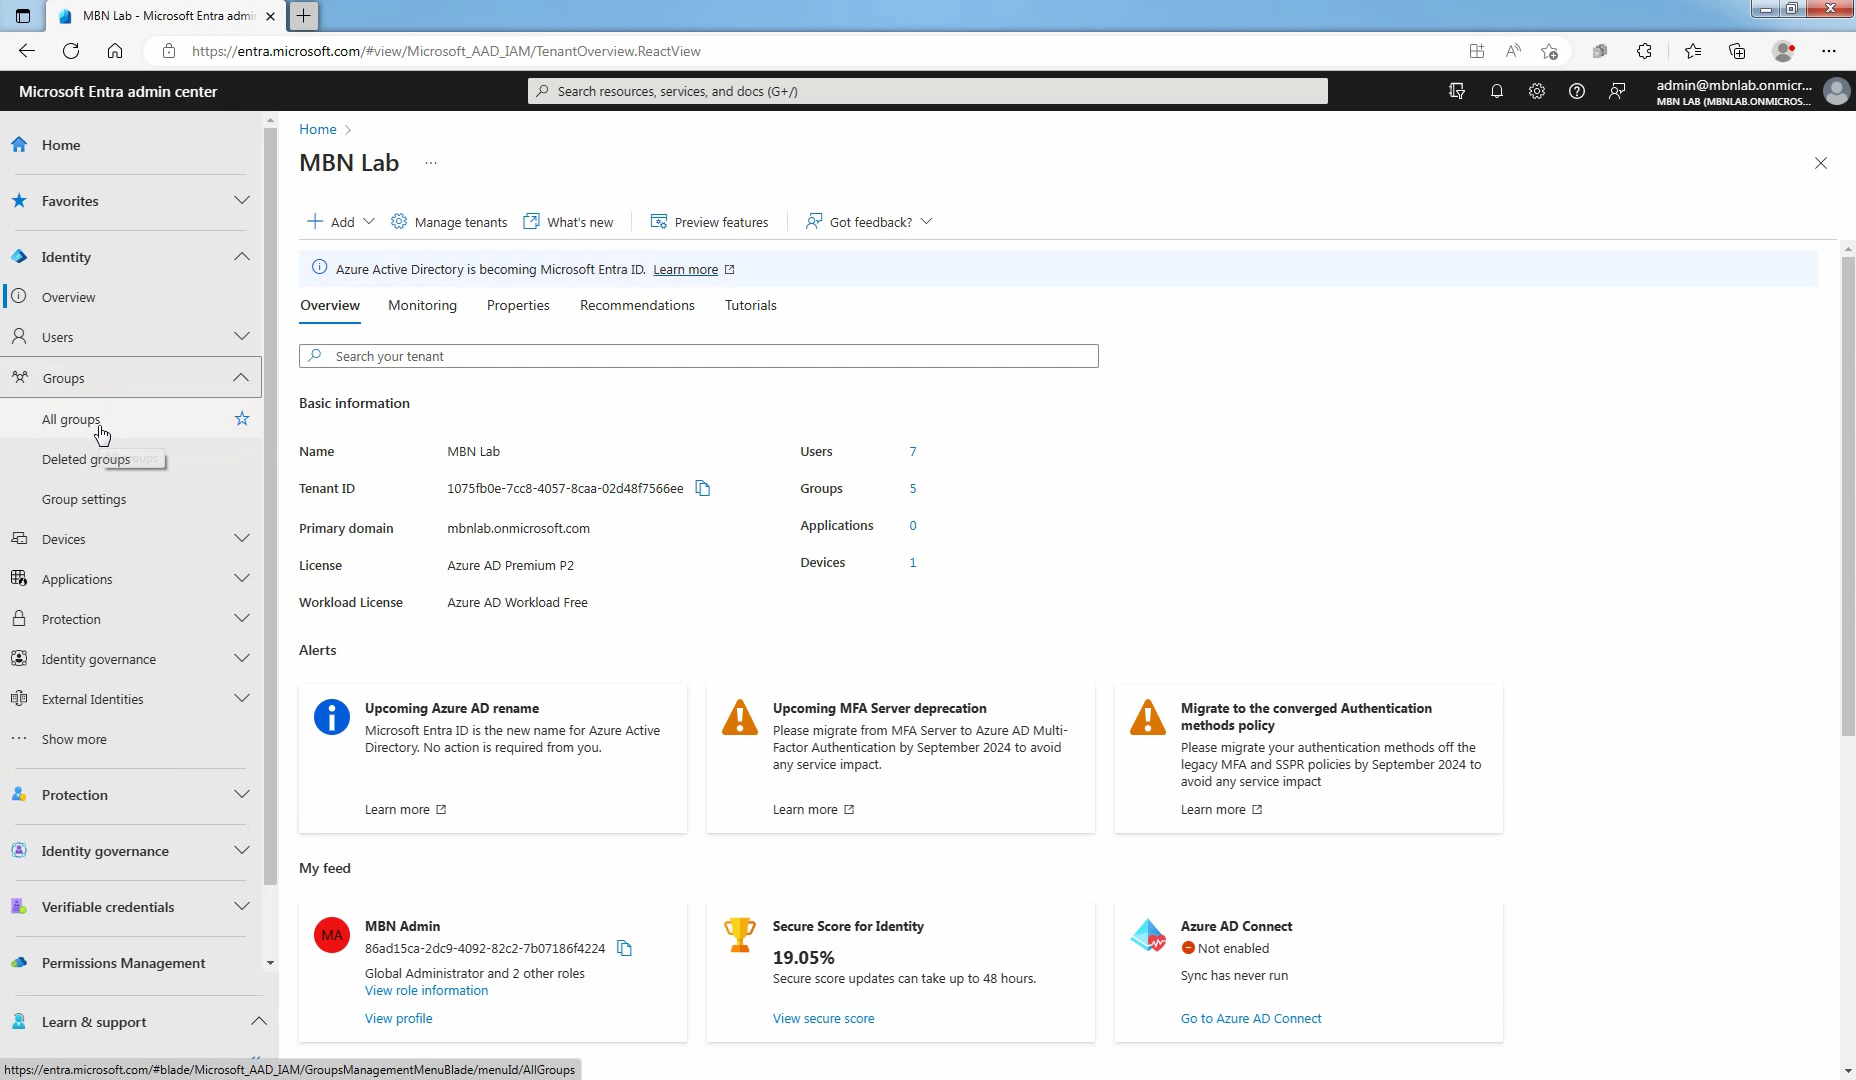 MBN Lab - Microsoft Entra admi
https://entra.microsoft.com/#view/Microsoft_AAD_IAM/TenantOverview.ReactView
Microsoft Entra admin center
Search resources, services, and docs (G+/)
admin@mbnlab.onmicr...
MBN LAB (MBNLAB.ONMICROS...
Home
Favorites
Identity
Overview
Users
Groups
All groups
Deleted groups
Group settings
Devices
Applications
Protection
Identity governance
External Identities
Show more
Protection
Identity governance
Verifiable credentials
Permissions Management
Learn & support
Home
MBN Lab
Add
Manage tenants
What's new
Preview features
Got feedback?
Azure Active Directory is becoming Microsoft Entra ID. Learn more
Overview
Monitoring
Properties
Recommendations
Tutorials
Search your tenant
Basic information
Name
MBN Lab
Users
7
Tenant ID
1075fb0e-7cc8-4057-8caa-02d48f7566ee
Groups
5
Primary domain
mbnlab.onmicrosoft.com
Applications
0
License
Azure AD Premium P2
Devices
1
Workload License
Azure AD Workload Free
Alerts
Upcoming Azure AD rename
Microsoft Entra ID is the new name for Azure Active
Directory. No action is required from you.
Learn more
Upcoming MFA Server deprecation
Please migrate from MFA Server to Azure AD Multi-
Factor Authentication by September 2024 to avoid
any service impact.
Learn more
Migrate to the converged Authentication
methods policy
Please migrate your authentication methods off the
legacy MFA and SSPR policies by September 2024 to
avoid any service impact
Learn more
My feed
MA
MBN Admin
86ad15ca-2dc9-4092-82c2-7b07186f4224
Global Administrator and 2 other roles
View role information
View profile
Secure Score for Identity
19.05%
Secure score updates can take up to 48 hours.
View secure score
Azure AD Connect
Not enabled
Sync has never run
Go to Azure AD Connect
https://entra.microsoft.com/#blade/Microsoft_AAD_IAM/GroupsManagementMenuBlade/menuId/AllGroups